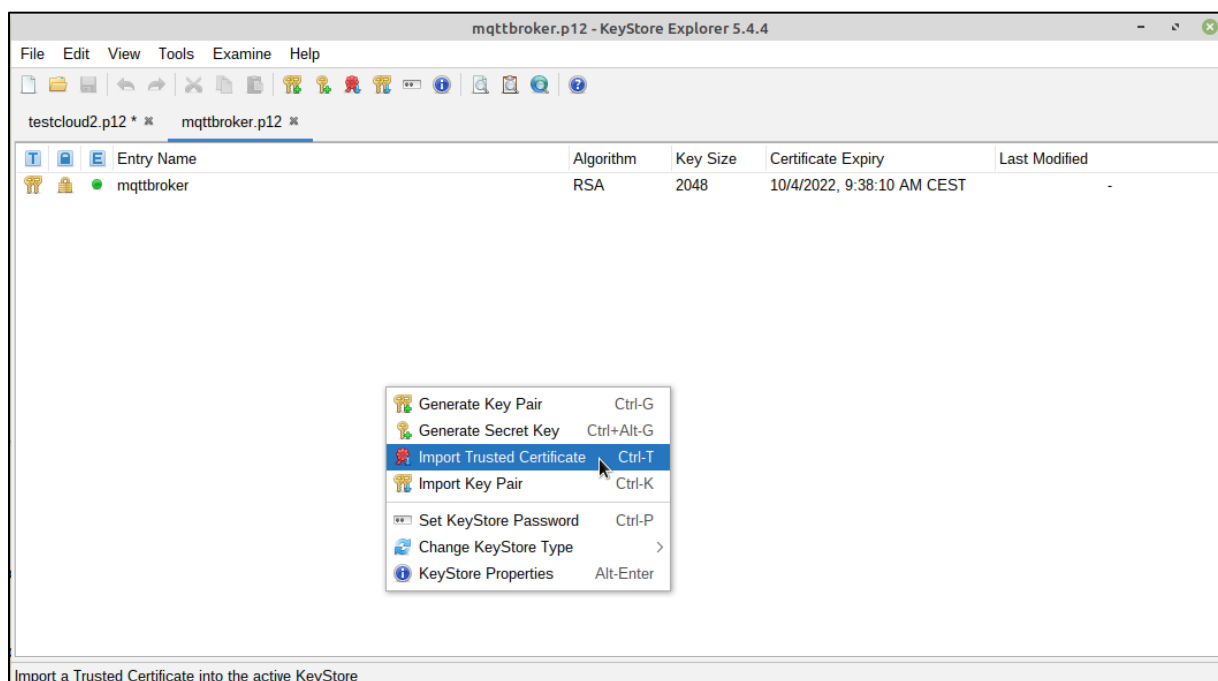 mqttbroker.p12 - KeyStore Explorer 5.4.4
File Edit View Tools Examine Help
testcloud2.p12 * mqttbroker.p12
T E Entry Name Algorithm Key Size Certificate Expiry Last Modified
mqttbroker RSA 2048 10/4/2022, 9:38:10 AM CEST -
Generate Key Pair Ctrl-G
Generate Secret Key Ctrl+Alt-G
Import Trusted Certificate Ctrl-T
Import Key Pair Ctrl-K
Set KeyStore Password Ctrl-P
Change KeyStore Type
KeyStore Properties Alt-Enter
Import a Trusted Certificate into the active KeyStore